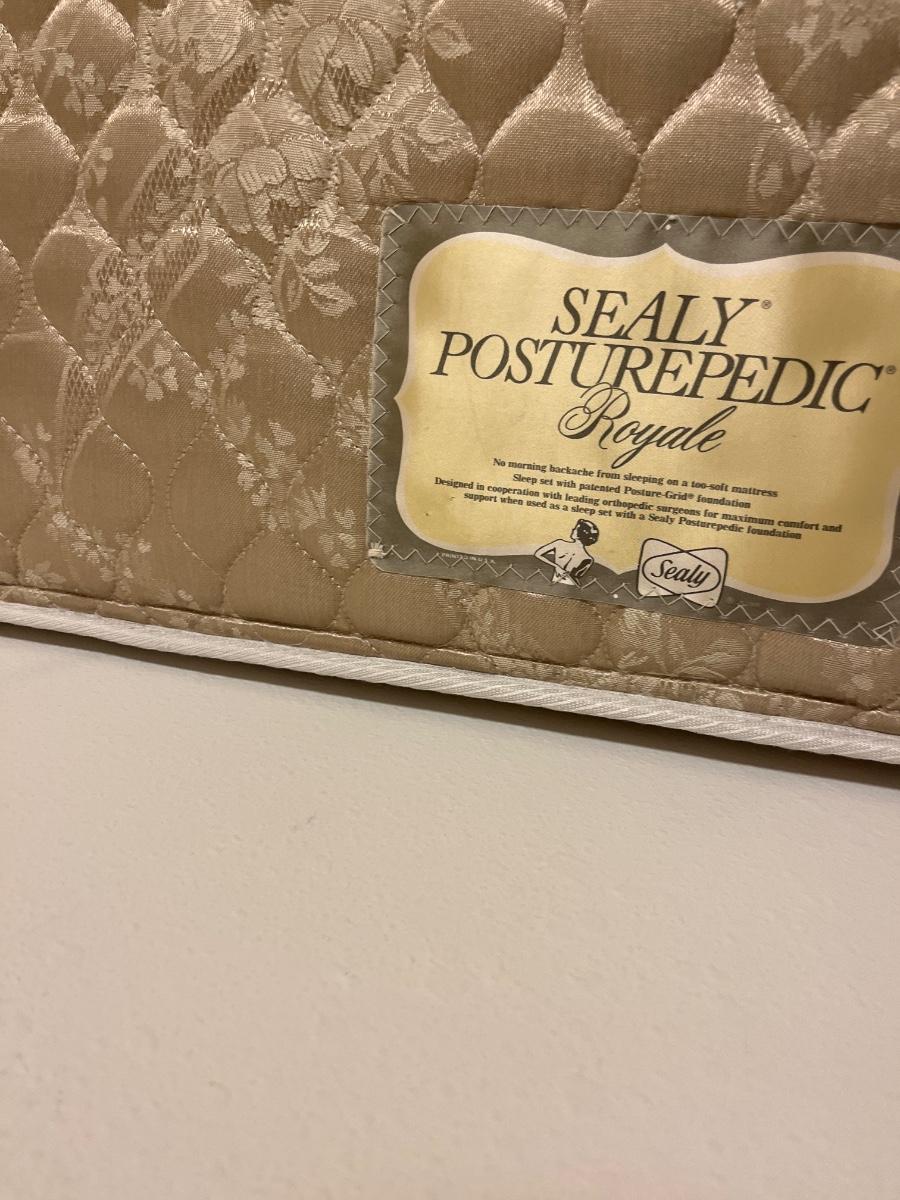 SEALY®
POSTUREPEDIC®
Royale
No morning backache from sleeping on a too-soft mattress
Sleep set with patented Posture-Grid® foundation
Designed in cooperation with leading orthopedic surgeons for maximum comfort and
support when used as a sleep set with a Sealy Posturepedic foundation
PRINTED IN U.S.A.
Sealy